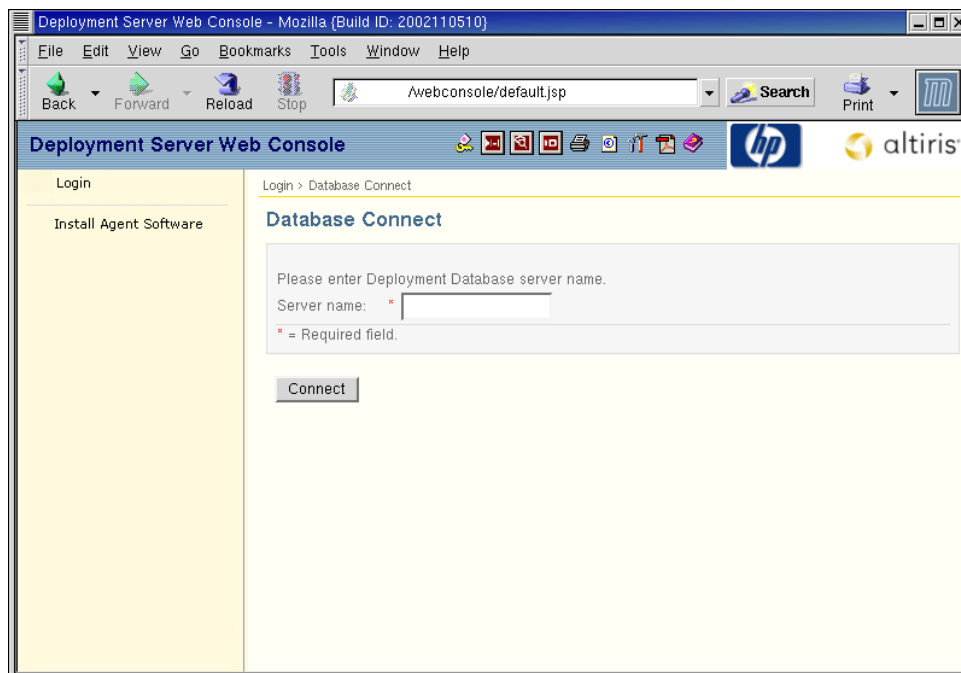 Deployment Server Web Console - Mozilla {Build ID: 2002110510}
File Edit View Go Bookmarks Tools Window Help
Back Forward Reload Stop /webconsole/default.jsp Search Print
Deployment Server Web Console hp altiris
Login
Install Agent Software
Login > Database Connect
Database Connect
Please enter Deployment Database server name.
Server name: *
* = Required field.
Connect